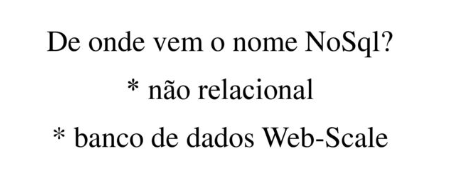 De onde vem o nome NoSql?
* não relacional
* banco de dados Web-Scale